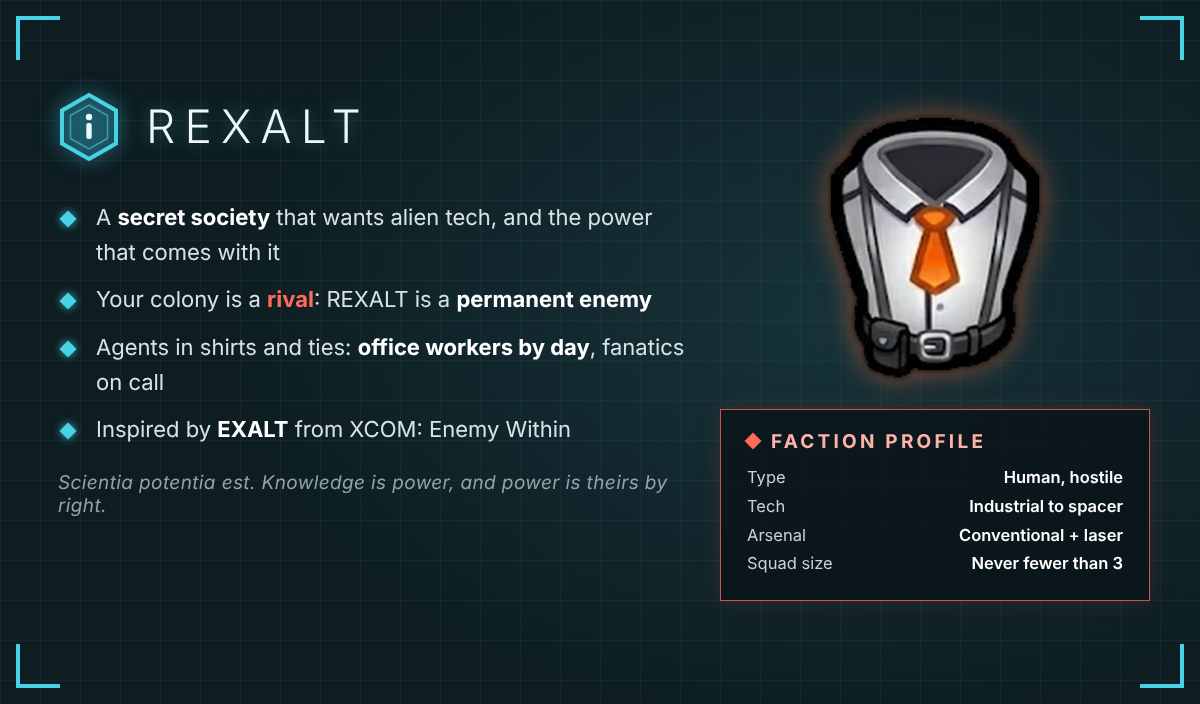 REXALT
A secret society that wants alien tech, and the power
that comes with it
Your colony is a rival: REXALT is a permanent enemy
Agents in shirts and ties: office workers by day, fanatics
on call
Inspired by EXALT from XCOM: Enemy Within
Scientia potentia est. Knowledge is power, and power is theirs by
right.
FACTION PROFILE
Type Human, hostile
Tech Industrial to spacer
Arsenal Conventional + laser
Squad size Never fewer than 3